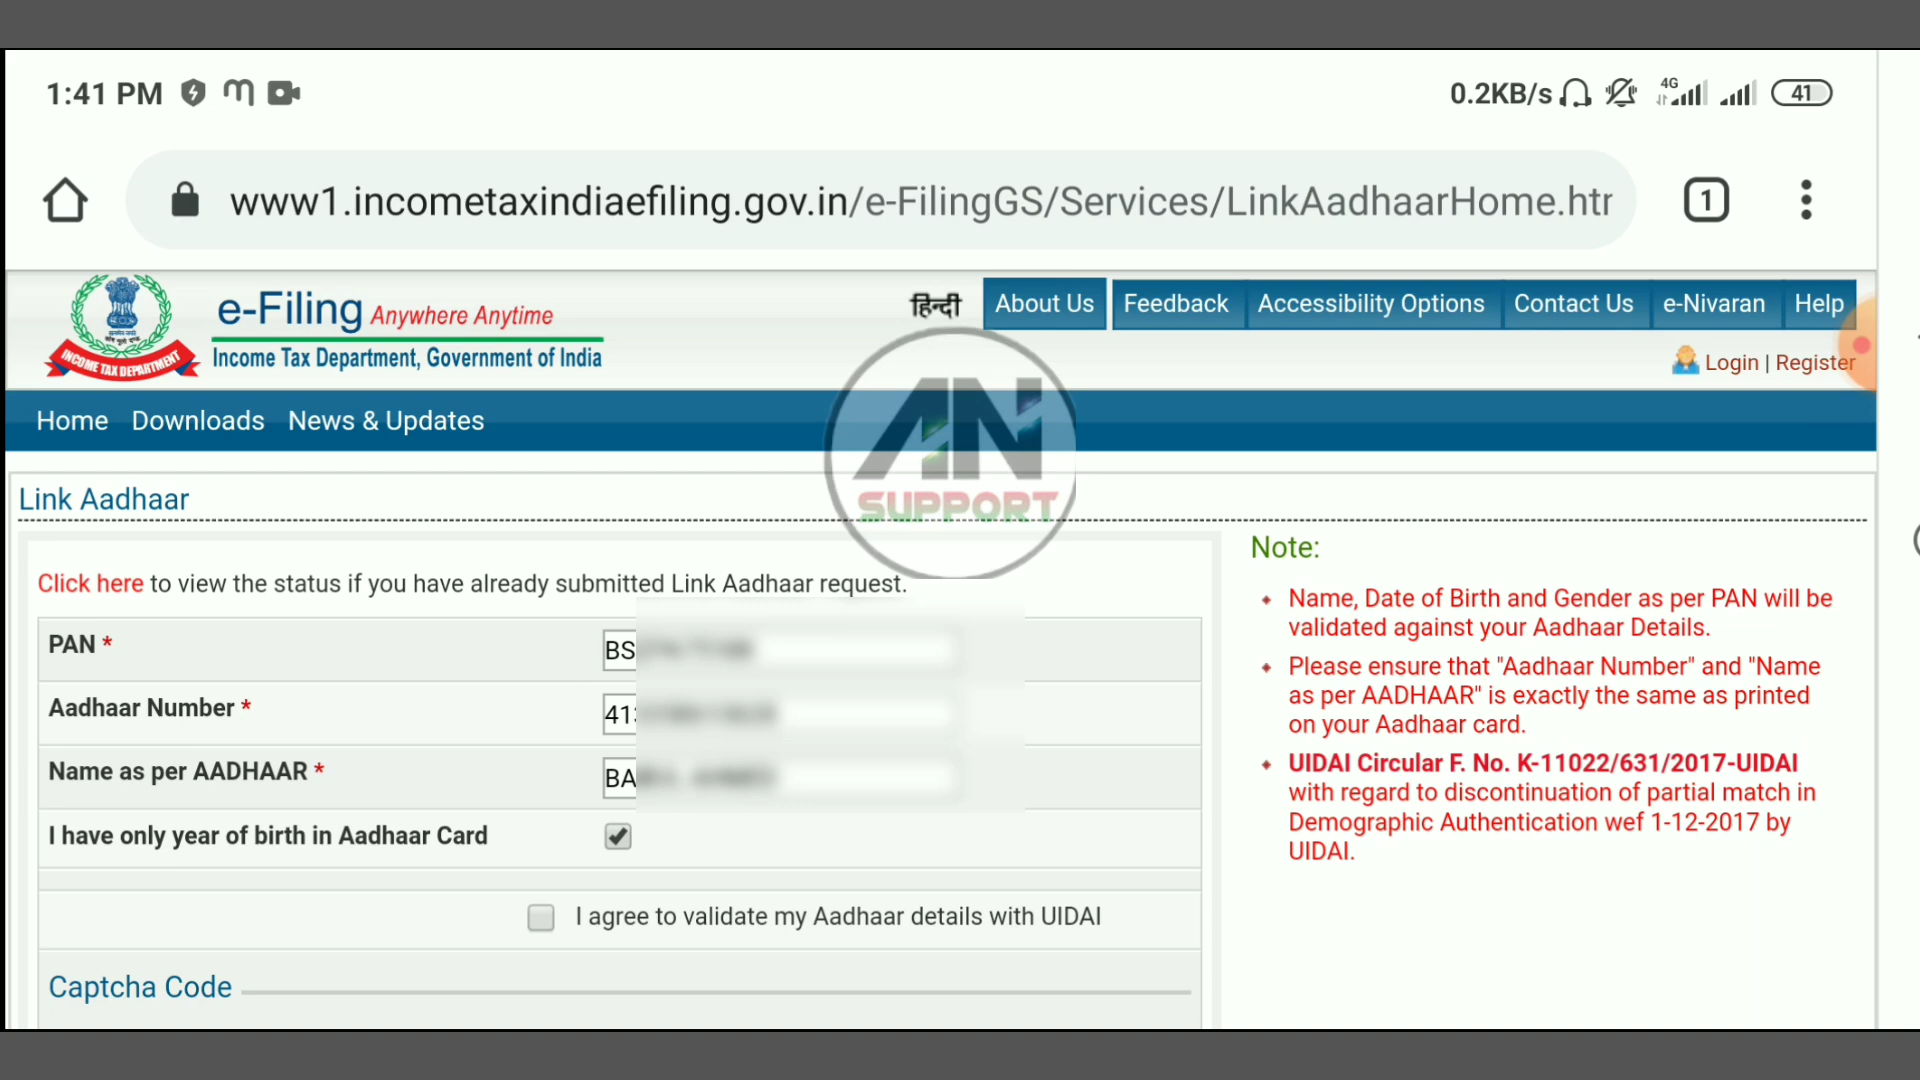 1:41 PM
0.2KB/s 4G 41
www1.incometaxindiaefiling.gov.in/e-FilingGS/Services/LinkAadhaarHome.htr
1
INCOME TAX DEPARTMENT
e-Filing Anywhere Anytime
Income Tax Department, Government of India
हिन्दी About Us Feedback Accessibility Options Contact Us e-Nivaran Help
Login | Register
Home Downloads News & Updates
AN
SUPPORT
Link Aadhaar
Click here to view the status if you have already submitted Link Aadhaar request.
PAN * BS
Aadhaar Number * 41
Name as per AADHAAR * BA
I have only year of birth in Aadhaar Card
I agree to validate my Aadhaar details with UIDAI
Captcha Code
Note:
Name, Date of Birth and Gender as per PAN will be
validated against your Aadhaar Details.
Please ensure that "Aadhaar Number" and "Name
as per AADHAAR" is exactly the same as printed
on your Aadhaar card.
UIDAI Circular F. No. K-11022/631/2017-UIDAI
with regard to discontinuation of partial match in
Demographic Authentication wef 1-12-2017 by
UIDAI.